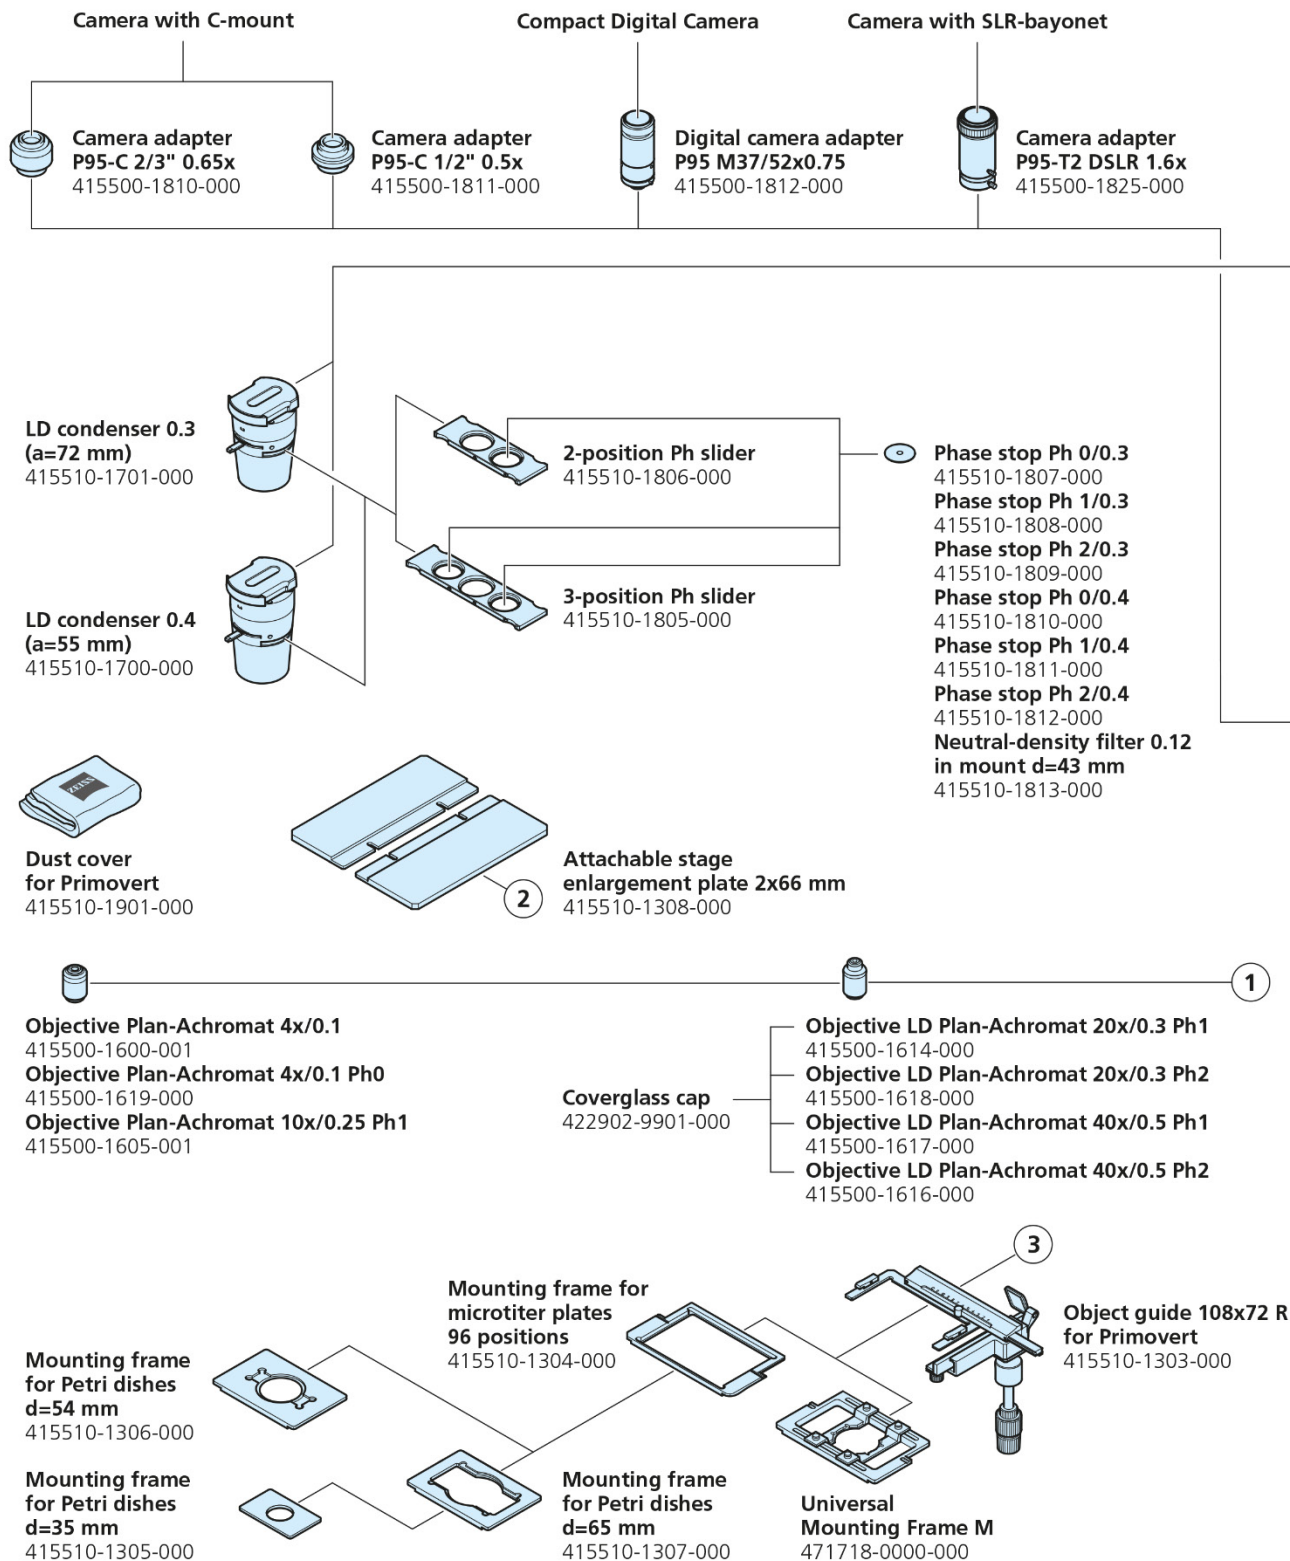 Camera with C-mount
Compact Digital Camera
Camera with SLR-bayonet
Camera adapter
P95-C 2/3" 0.65x
415500-1810-000
Camera adapter
P95-C 1/2" 0.5x
415500-1811-000
Digital camera adapter
P95 M37/52x0.75
415500-1812-000
Camera adapter
P95-T2 DSLR 1.6x
415500-1825-000
LD condenser 0.3
(a=72 mm)
415510-1701-000
2-position Ph slider
415510-1806-000
Phase stop Ph 0/0.3
415510-1807-000
Phase stop Ph 1/0.3
415510-1808-000
Phase stop Ph 2/0.3
415510-1809-000
Phase stop Ph 0/0.4
415510-1810-000
Phase stop Ph 1/0.4
415510-1811-000
Phase stop Ph 2/0.4
415510-1812-000
Neutral-density filter 0.12
in mount d=43 mm
415510-1813-000
LD condenser 0.4
(a=55 mm)
415510-1700-000
3-position Ph slider
415510-1805-000
ZEISS
Dust cover
for Primovert
415510-1901-000
2
Attachable stage
enlargement plate 2x66 mm
415510-1308-000
1
Objective Plan-Achromat 4x/0.1
415500-1600-001
Objective Plan-Achromat 4x/0.1 Ph0
415500-1619-000
Objective Plan-Achromat 10x/0.25 Ph1
415500-1605-001
Coverglass cap
422902-9901-000
Objective LD Plan-Achromat 20x/0.3 Ph1
415500-1614-000
Objective LD Plan-Achromat 20x/0.3 Ph2
415500-1618-000
Objective LD Plan-Achromat 40x/0.5 Ph1
415500-1617-000
Objective LD Plan-Achromat 40x/0.5 Ph2
415500-1616-000
3
Mounting frame for
microtiter plates
96 positions
415510-1304-000
Object guide 108x72 R
for Primovert
415510-1303-000
Mounting frame
for Petri dishes
d=54 mm
415510-1306-000
Mounting frame
for Petri dishes
d=35 mm
415510-1305-000
Mounting frame
for Petri dishes
d=65 mm
415510-1307-000
Universal
Mounting Frame M
471718-0000-000